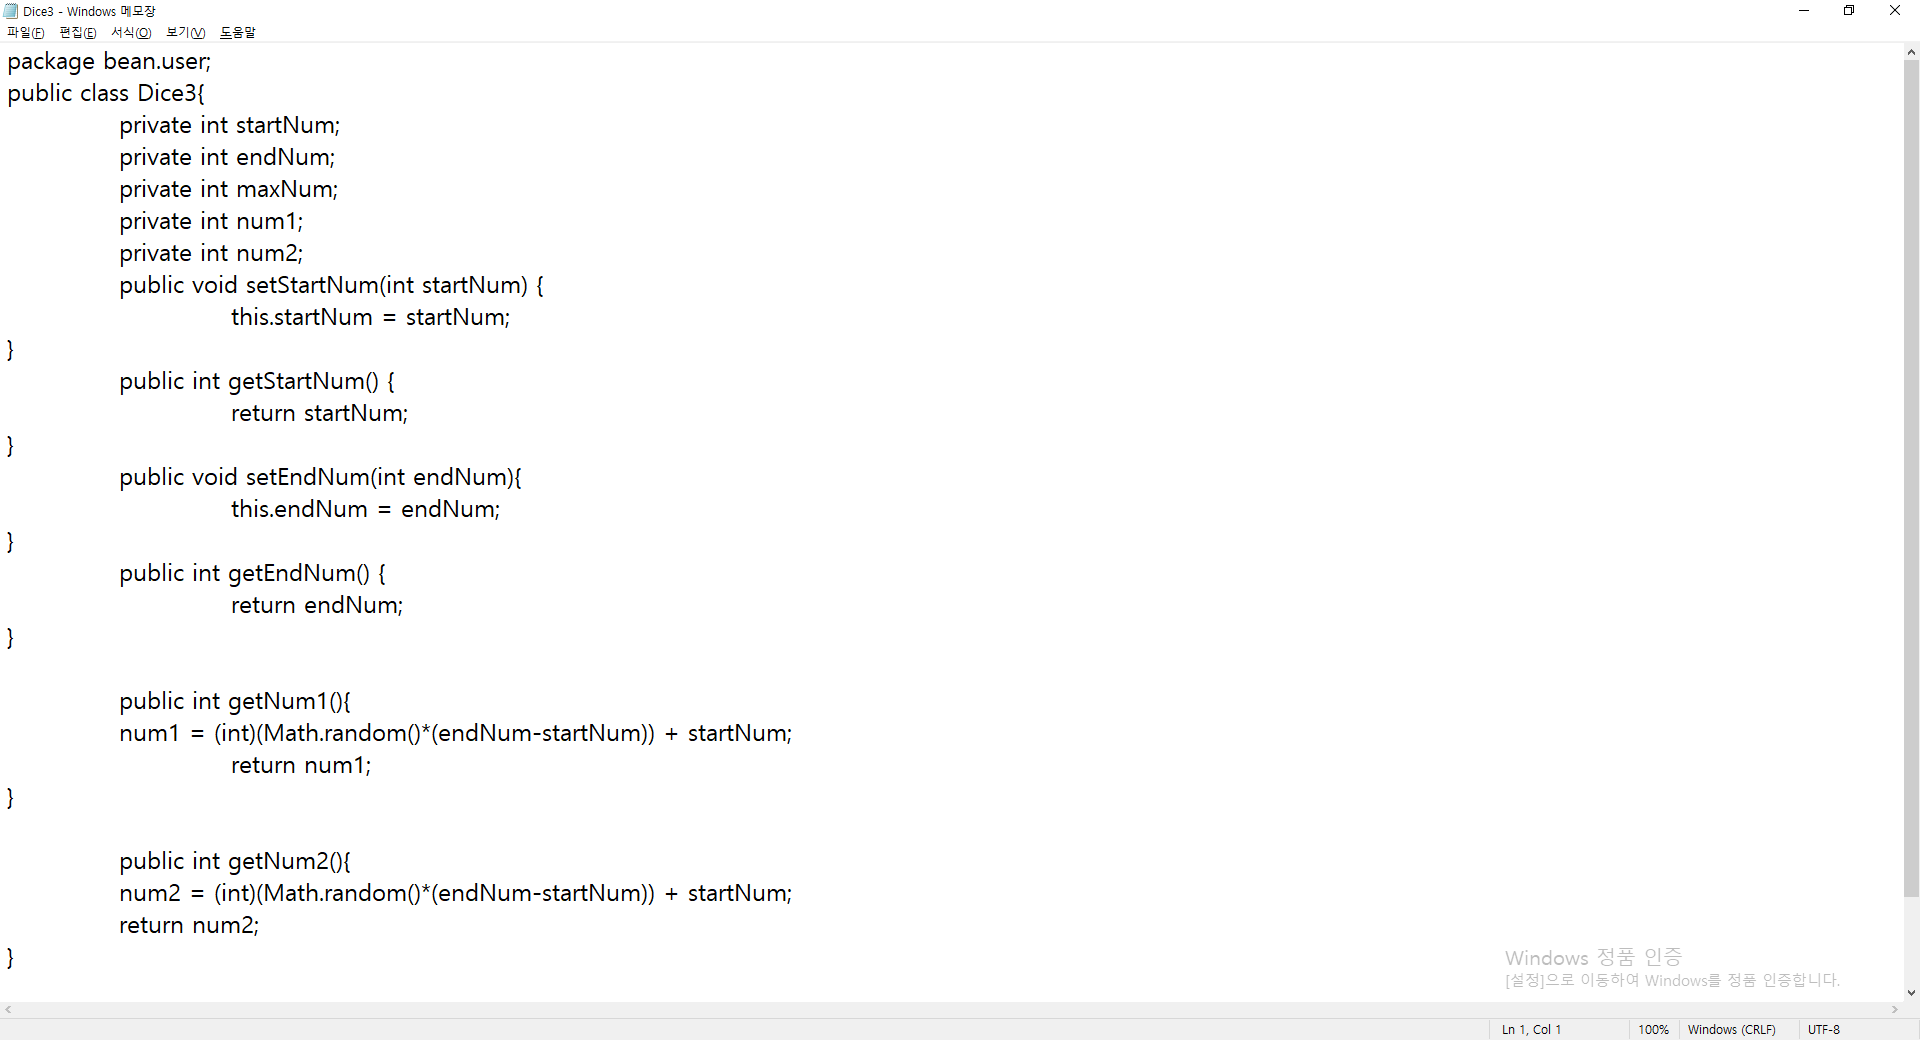 Dice3 - Windows 메모장
파일(F) 편집(E) 서식(O) 보기(V) 도움말
package bean.user;
public class Dice3{
private int startNum;
private int endNum;
private int maxNum;
private int num1;
private int num2;
public void setStartNum(int startNum) {
this.startNum = startNum;
}
public int getStartNum() {
return startNum;
}
public void setEndNum(int endNum){
this.endNum = endNum;
}
public int getEndNum() {
return endNum;
}
public int getNum1(){
num1 = (int)(Math.random()*(endNum-startNum)) + startNum;
return num1;
}
public int getNum2(){
num2 = (int)(Math.random()*(endNum-startNum)) + startNum;
return num2;
}
Windows 정품 인증
[설정]으로 이동하여 Windows를 정품 인증합니다.
Ln 1, Col 1 100% Windows (CRLF) UTF-8